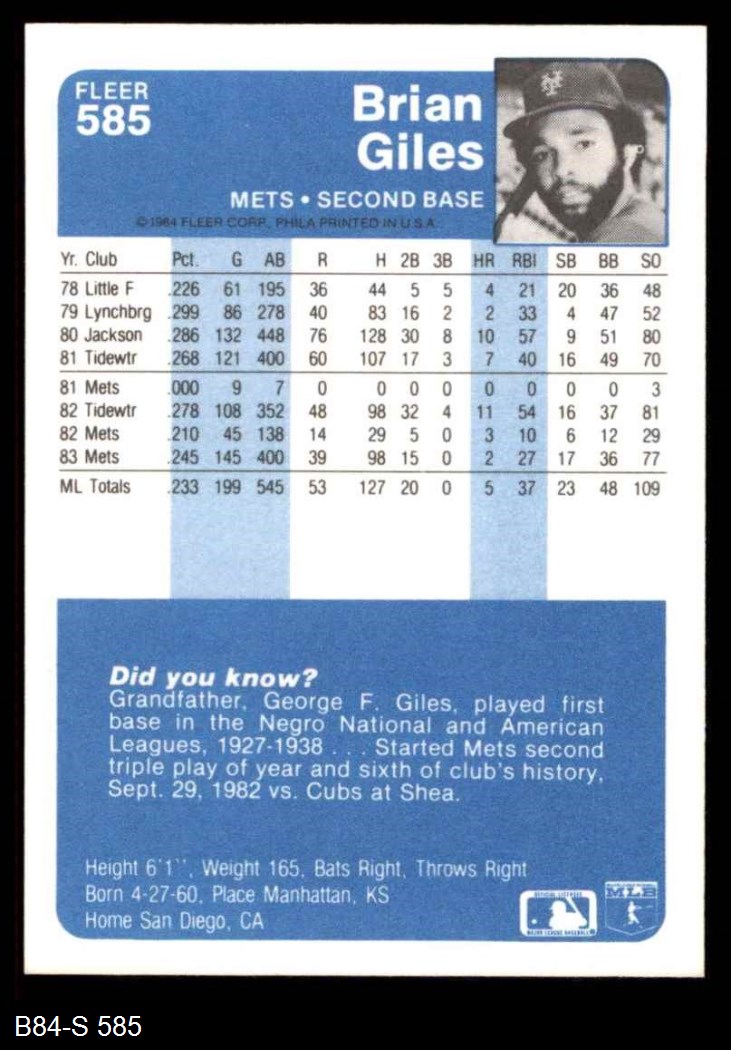 FLEER
585
Brian
Giles
METS • SECOND BASE
©1984 FLEER CORP., PHILA PRINTED IN U.S.A.
Yr. Club Pct. G AB R H 2B 3B HR RBI SB BB SO
78 Little F .226 61 195 36 44 5 5 4 21 20 36 48
79 Lynchbrg .299 86 278 40 83 16 2 2 33 4 47 52
80 Jackson .286 132 448 76 128 30 8 10 57 9 51 80
81 Tidewtr .268 121 400 60 107 17 3 7 40 16 49 70
81 Mets .000 9 7 0 0 0 0 0 0 0 0 3
82 Tidewtr .278 108 352 48 98 32 4 11 54 16 37 81
82 Mets .210 45 138 14 29 5 0 3 10 6 12 29
83 Mets .245 145 400 39 98 15 0 2 27 17 36 77
ML Totals .233 199 545 53 127 20 0 5 37 23 48 109
Did you know?
Grandfather, George F. Giles, played first
base in the Negro National and American
Leagues, 1927-1938 . . . Started Mets second
triple play of year and sixth of club's history,
Sept. 29, 1982 vs. Cubs at Shea.
Height 6'1", Weight 165, Bats Right, Throws Right
Born 4-27-60, Place Manhattan, KS
Home San Diego, CA
OFFICIAL LICENSEE
MAJOR LEAGUE BASEBALL
MLB
B84-S 585